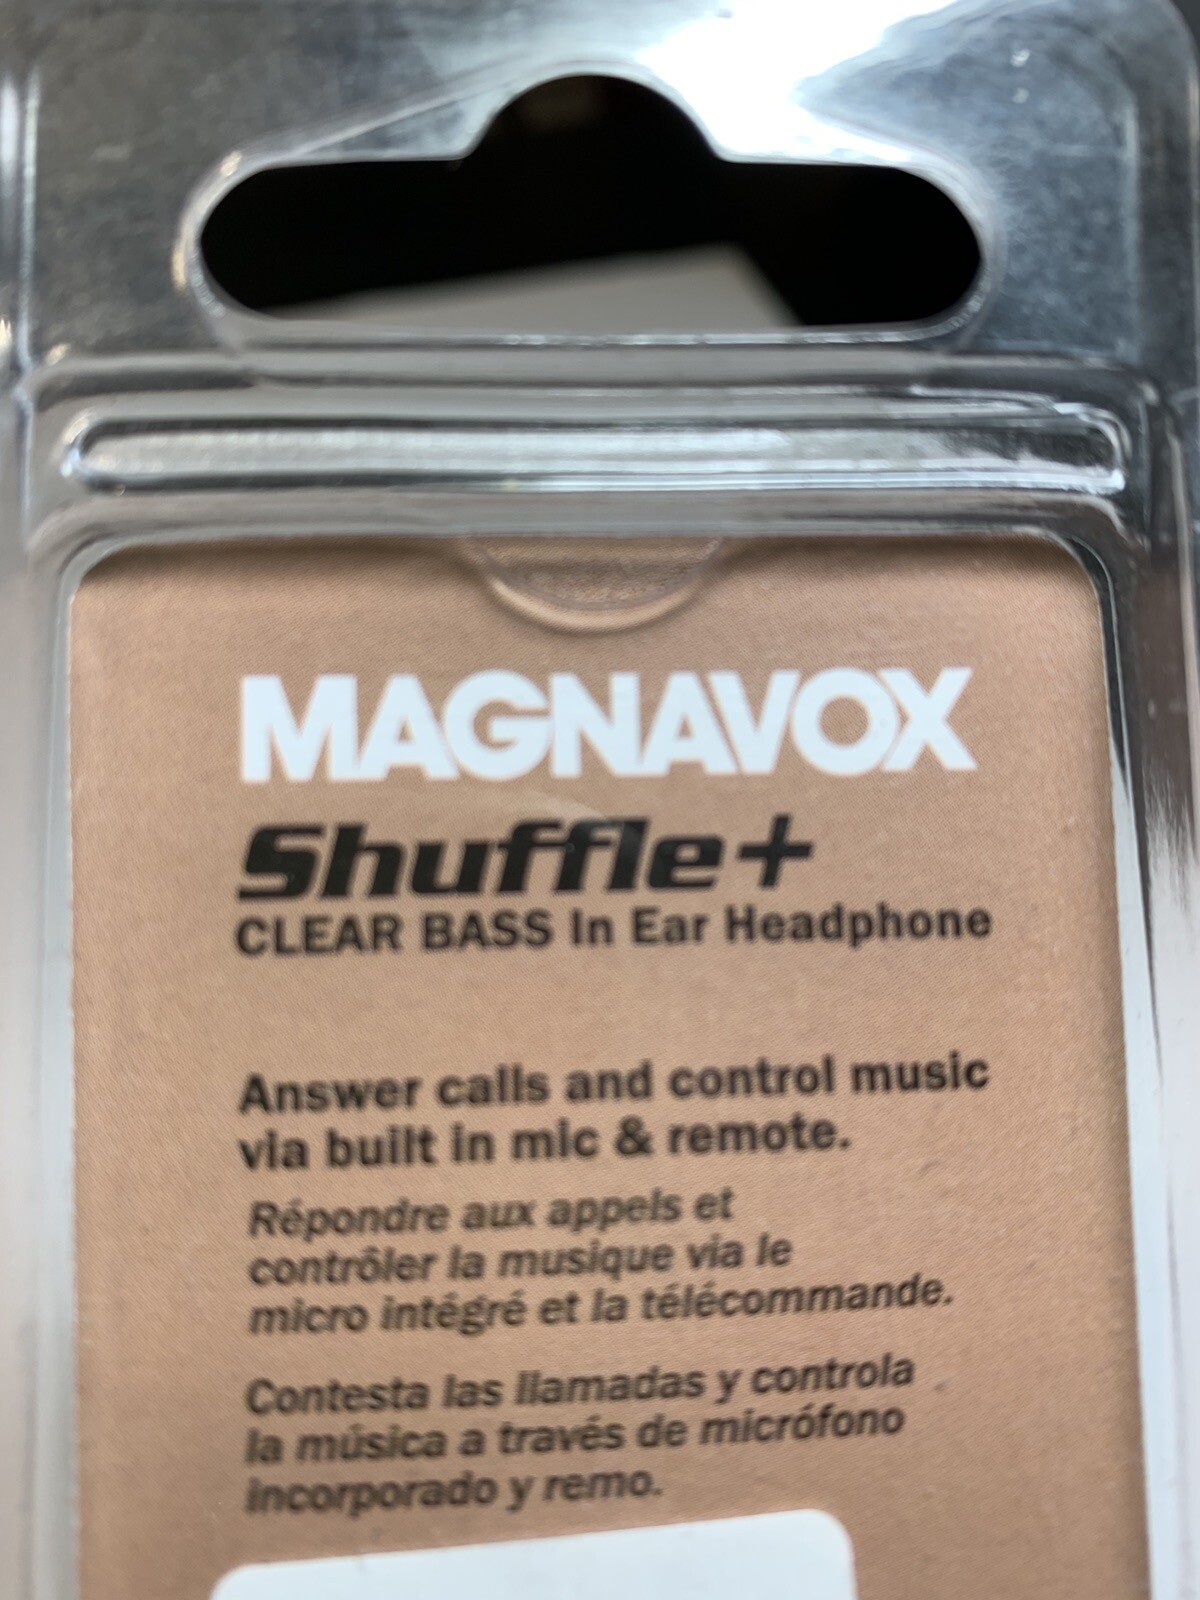 MAGNAVOX
Shuffle+
CLEAR BASS In Ear Headphone
Answer calls and control music
via built in mic & remote.
Répondre aux appels et
contrôler la musique via le
micro intégré et la télécommande.
Contesta las llamadas y controla
la música a través de micrófono
incorporado y remo.